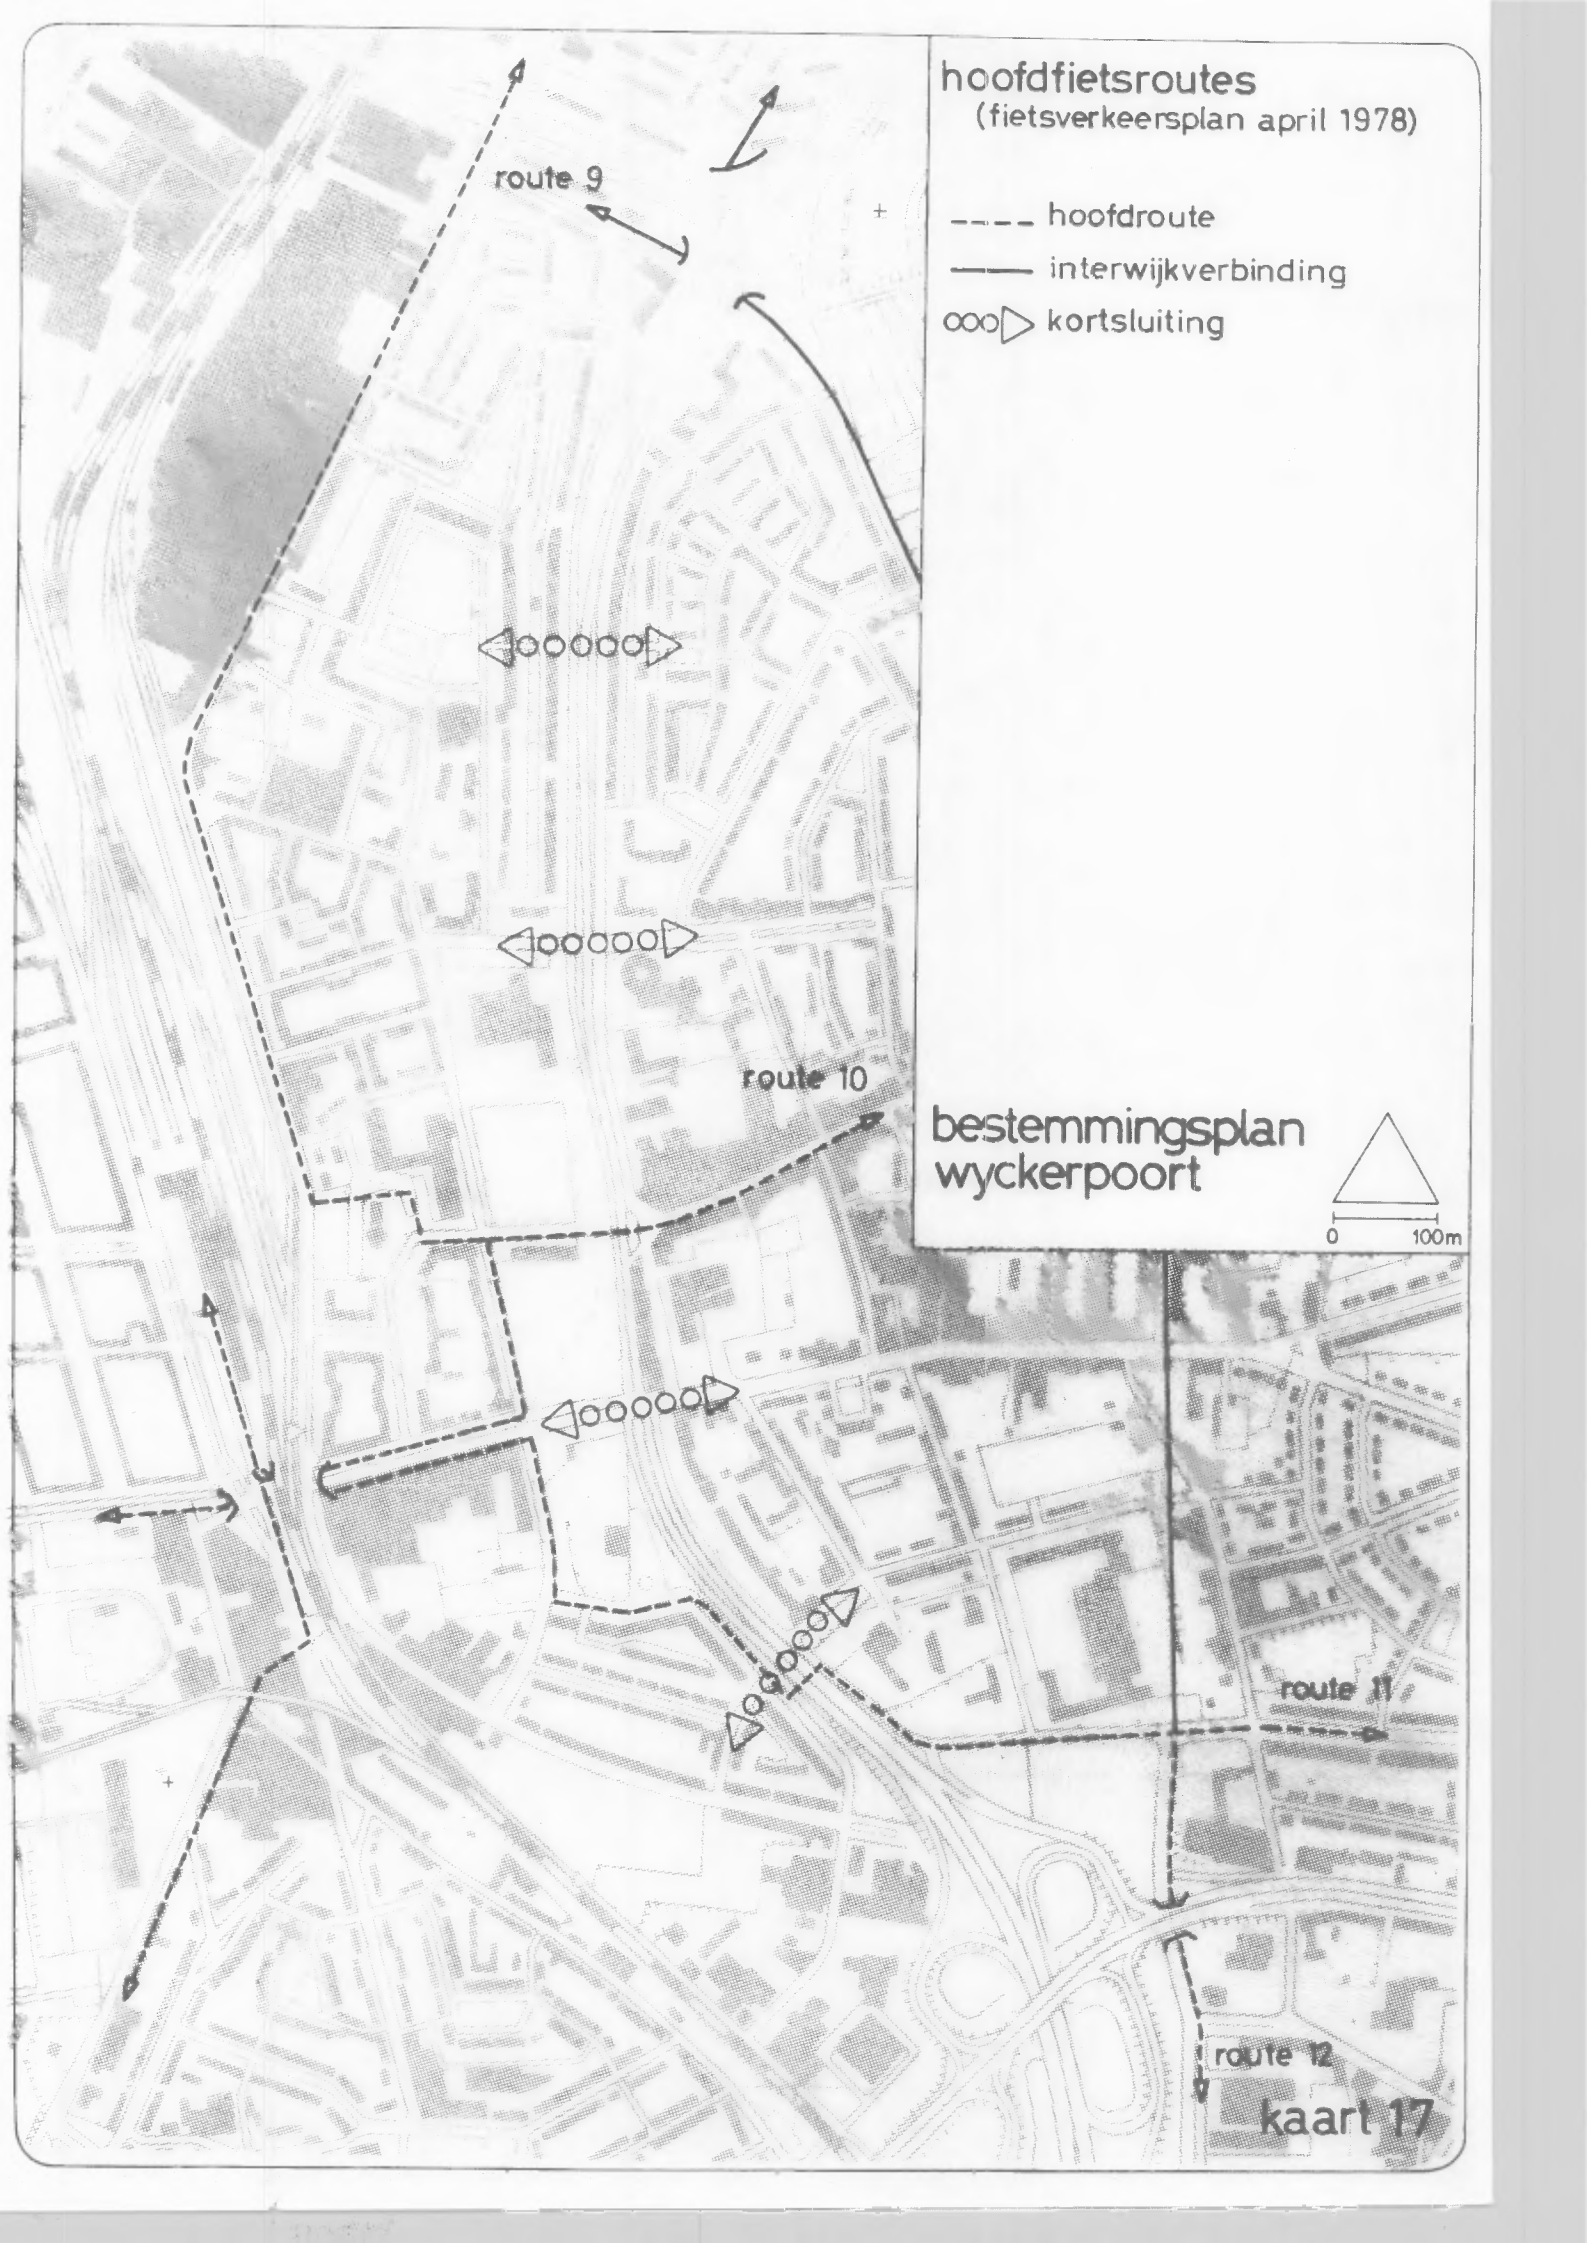 hoofdfietsroutes
(fietsverkeersplan april 1978)
hoofdroute
interwijkverbinding
kortsluiting
route 9
route 10
bestemmingsplan
wyckerpoort
0 100m
route 11
route 12
kaart 17